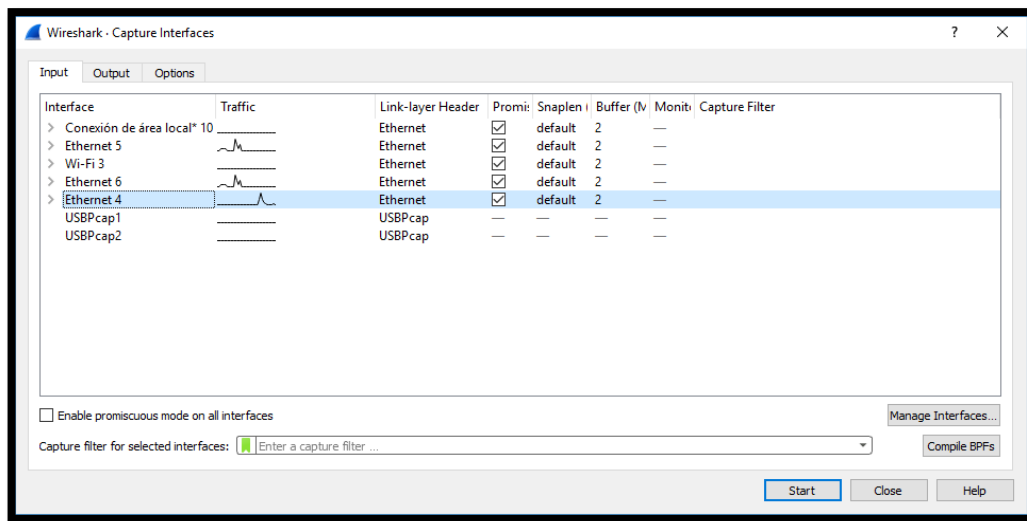 Wireshark · Capture Interfaces ? ×
Input Output Options
Interface Traffic Link-layer Header Promi: Snaplen ( Buffer (M Monit( Capture Filter
> Conexión de área local* 10 Ethernet default 2 —
> Ethernet 5 Ethernet default 2 —
> Wi-Fi 3 Ethernet default 2 —
> Ethernet 6 Ethernet default 2 —
> Ethernet 4 Ethernet default 2 —
USBPcap1 USBPcap — — — —
USBPcap2 USBPcap — — — —
Enable promiscuous mode on all interfaces Manage Interfaces...
Capture filter for selected interfaces: Enter a capture filter ... Compile BPFs
Start Close Help